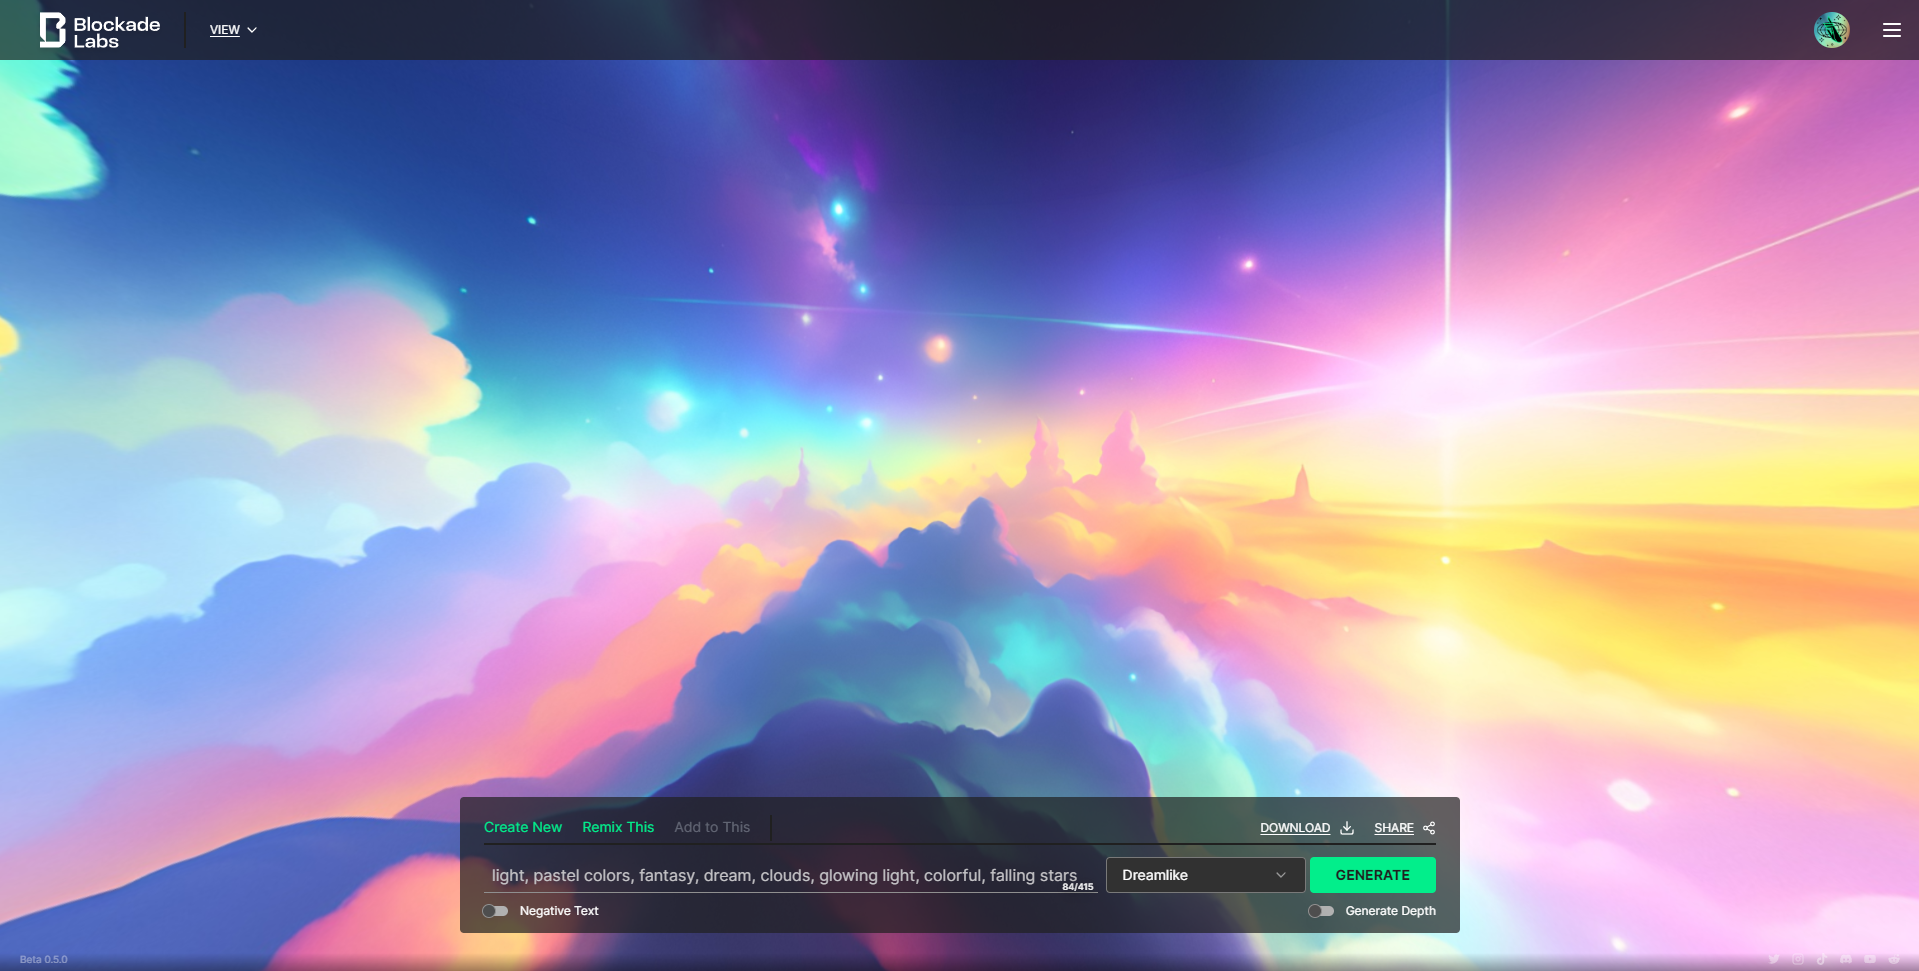 Blockade
Labs
VIEW
Create New
Remix This
Add to This
DOWNLOAD
SHARE
light, pastel colors, fantasy, dream, clouds, glowing light, colorful, falling stars
84/415
Dreamlike
GENERATE
Negative Text
Generate Depth
Beta 0.5.0